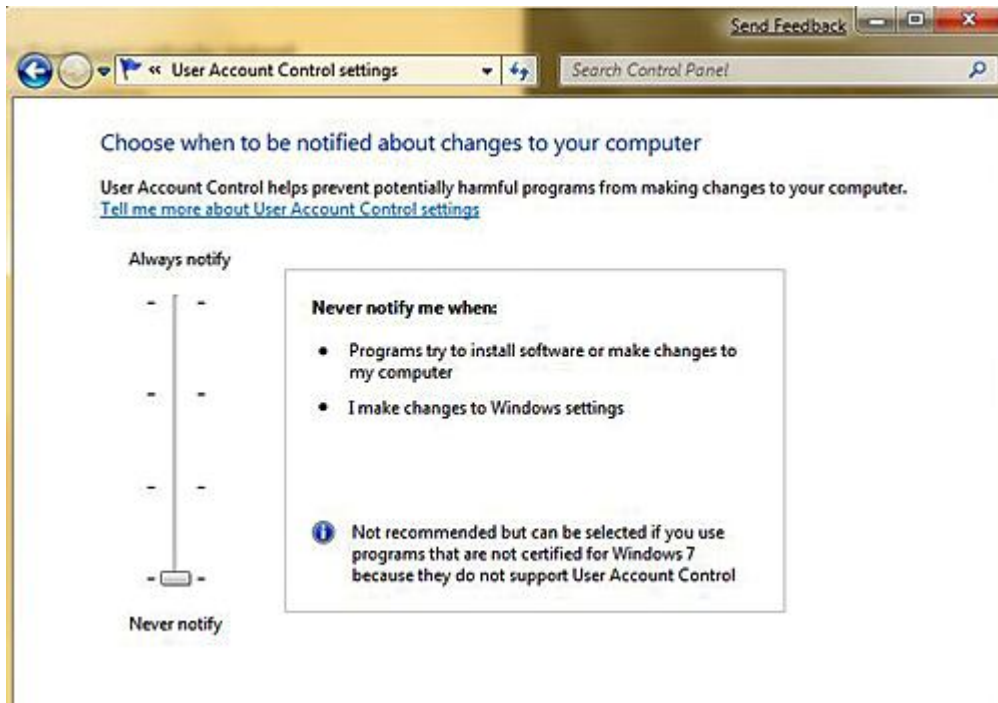 Send Feedback
« User Account Control settings
Search Control Panel
Choose when to be notified about changes to your computer
User Account Control helps prevent potentially harmful programs from making changes to your computer.
Tell me more about User Account Control settings
Always notify
Never notify me when:
• Programs try to install software or make changes to
my computer
• I make changes to Windows settings
Not recommended but can be selected if you use
programs that are not certified for Windows 7
because they do not support User Account Control
Never notify